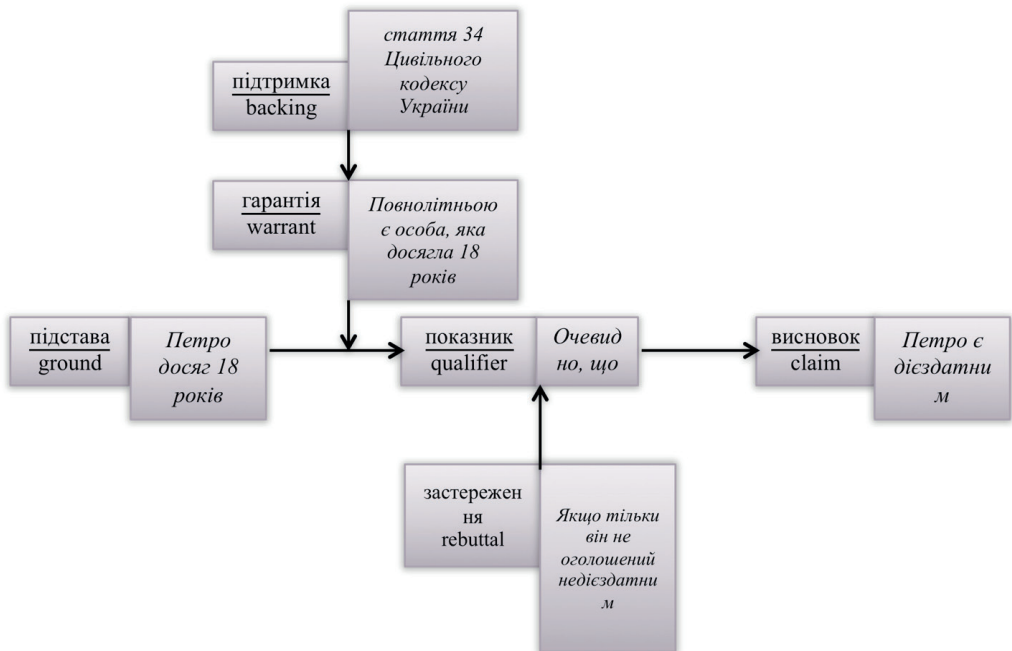 стаття 34
Цивільного
кодексу
України
підтримка
backing
гарантія
warrant
Повнолітньою
є особа, яка
досягла 18
років
підстава
ground
Петро
досяг 18
років
показник
qualifier
Очевид
но, що
висновок
claim
Петро є
дієздатни
м
застережен
ня
rebuttal
Якщо тільки
він не
оголошений
недієздатни
м